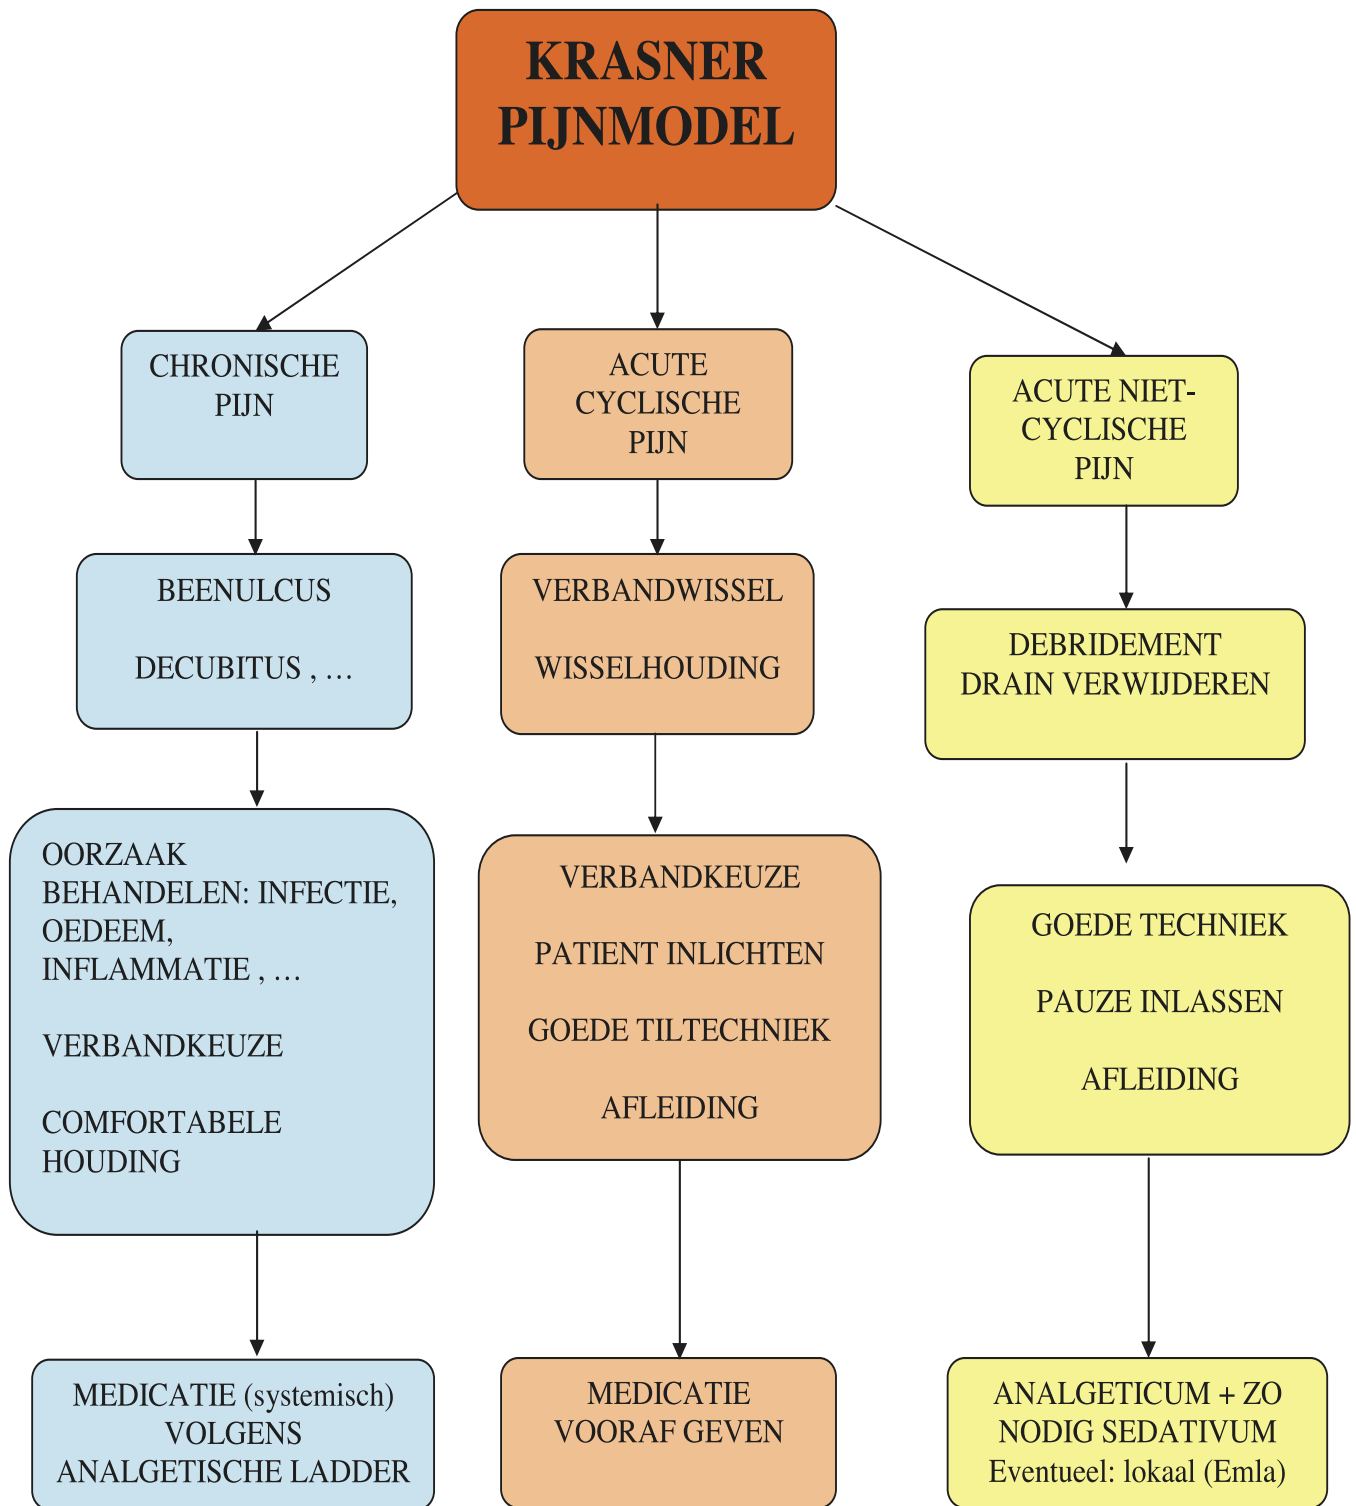 KRASNER
PIJNMODEL
CHRONISCHE
PIJN
BEENULCUS
DECUBITUS , …
OORZAAK
BEHANDELEN: INFECTIE,
OEDEEM,
INFLAMMATIE , …
VERBANDKEUZE
COMFORTABELE
HOUDING
MEDICATIE (systemisch)
VOLGENS
ANALGETISCHE LADDER
ACUTE
CYCLISCHE
PIJN
VERBANDWISSEL
WISSELHOUDING
VERBANDKEUZE
PATIENT INLICHTEN
GOEDE TILTECHNIEK
AFLEIDING
MEDICATIE
VOORAF GEVEN
ACUTE NIET-
CYCLISCHE
PIJN
DEBRIDEMENT
DRAIN VERWIJDEREN
GOEDE TECHNIEK
PAUZE INLASSEN
AFLEIDING
ANALGETICUM + ZO
NODIG SEDATIVUM
Eventueel: lokaal (Emla)